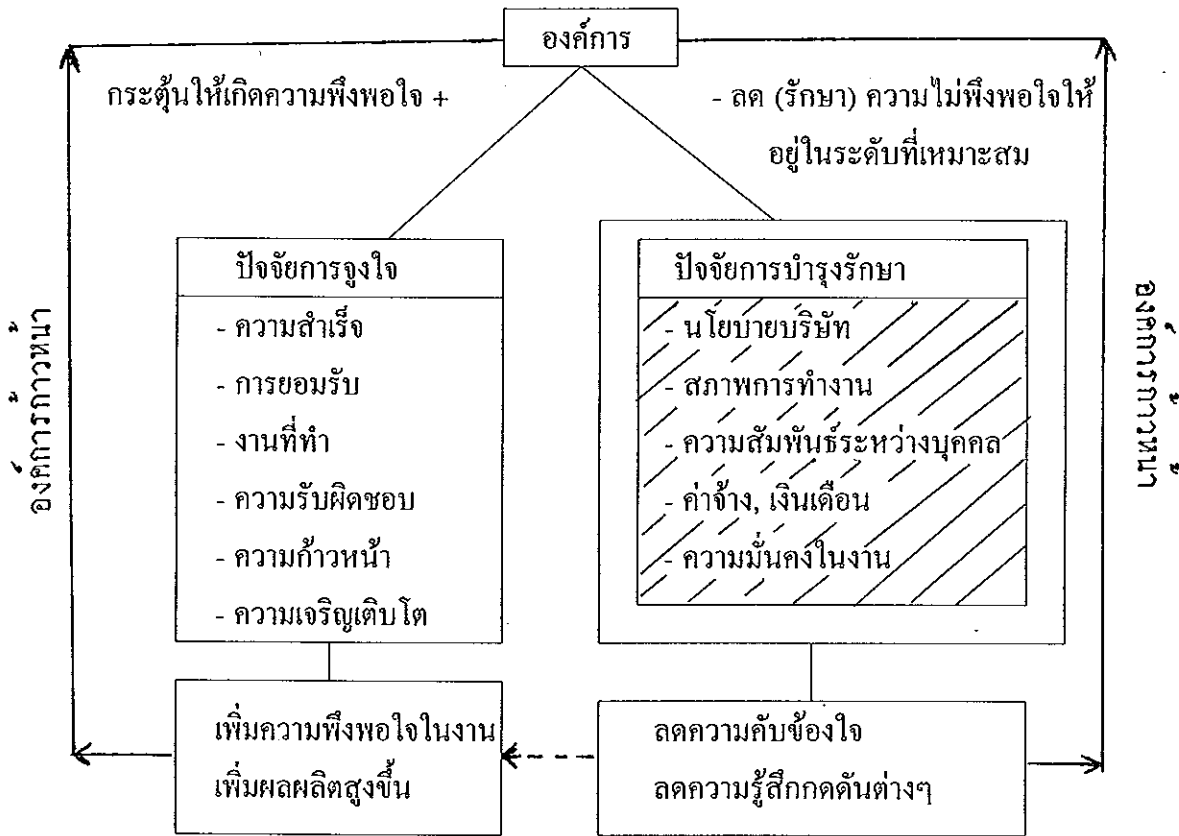 องค์การ
กระตุ้นให้เกิดความพึงพอใจ +
- ลด (รักษา) ความไม่พึงพอใจให้
อยู่ในระดับที่เหมาะสม
ปัจจัยการจูงใจ
- ความสำเร็จ
- การยอมรับ
- งานที่ทำ
- ความรับผิดชอบ
- ความก้าวหน้า
- ความเจริญเติบโต
ปัจจัยการบำรุงรักษา
- นโยบายบริษัท
- สภาพการทำงาน
- ความสัมพันธ์ระหว่างบุคคล
- ค่าจ้าง, เงินเดือน
- ความมั่นคงในงาน
องค์การก้าวหน้า
องค์การก้าวหน้า
เพิ่มความพึงพอใจในงาน
เพิ่มผลผลิตสูงขึ้น
ลดความคับข้องใจ
ลดความรู้สึกกดดันต่างๆ